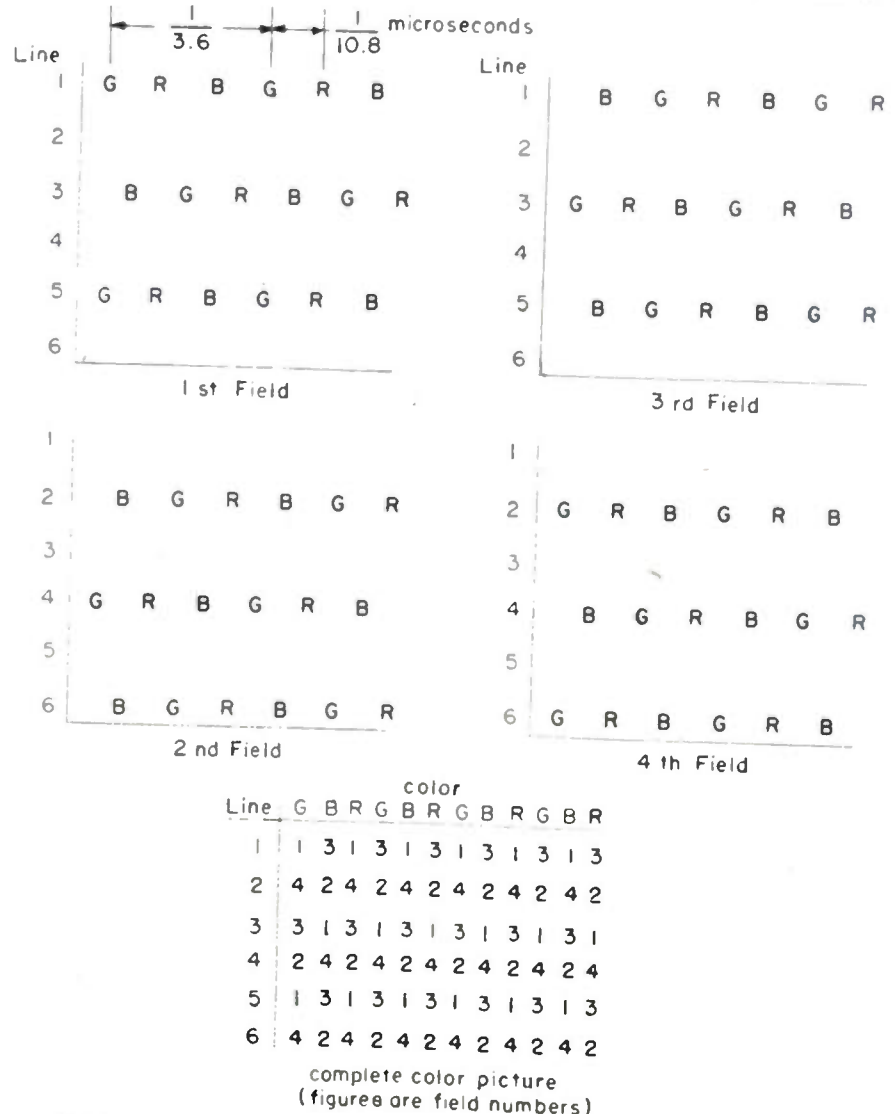 1/3.6 1/10.8 microseconds
Line
1 G R B G R B
2
3 B G R B G R
4
5 G R B G R B
6
1st Field
Line
1 B G R B G R
2
3 G R B G R B
4
5 B G R B G R
6
3rd Field
1
2 B G R B G R
3
4 G R B G R B
5
6 B G R B G R
2nd Field
1
2 G R B G R B
3
4 B G R B G R
5
6 G R B G R B
4th Field
color
Line G B R G B R G B R G B R
1 1 3 1 3 1 3 1 3 1 3 1 3
2 4 2 4 2 4 2 4 2 4 2 4 2
3 3 1 3 1 3 1 3 1 3 1 3 1
4 2 4 2 4 2 4 2 4 2 4 2 4
5 1 3 1 3 1 3 1 3 1 3 1 3
6 4 2 4 2 4 2 4 2 4 2 4 2
complete color picture
(figures are field numbers)